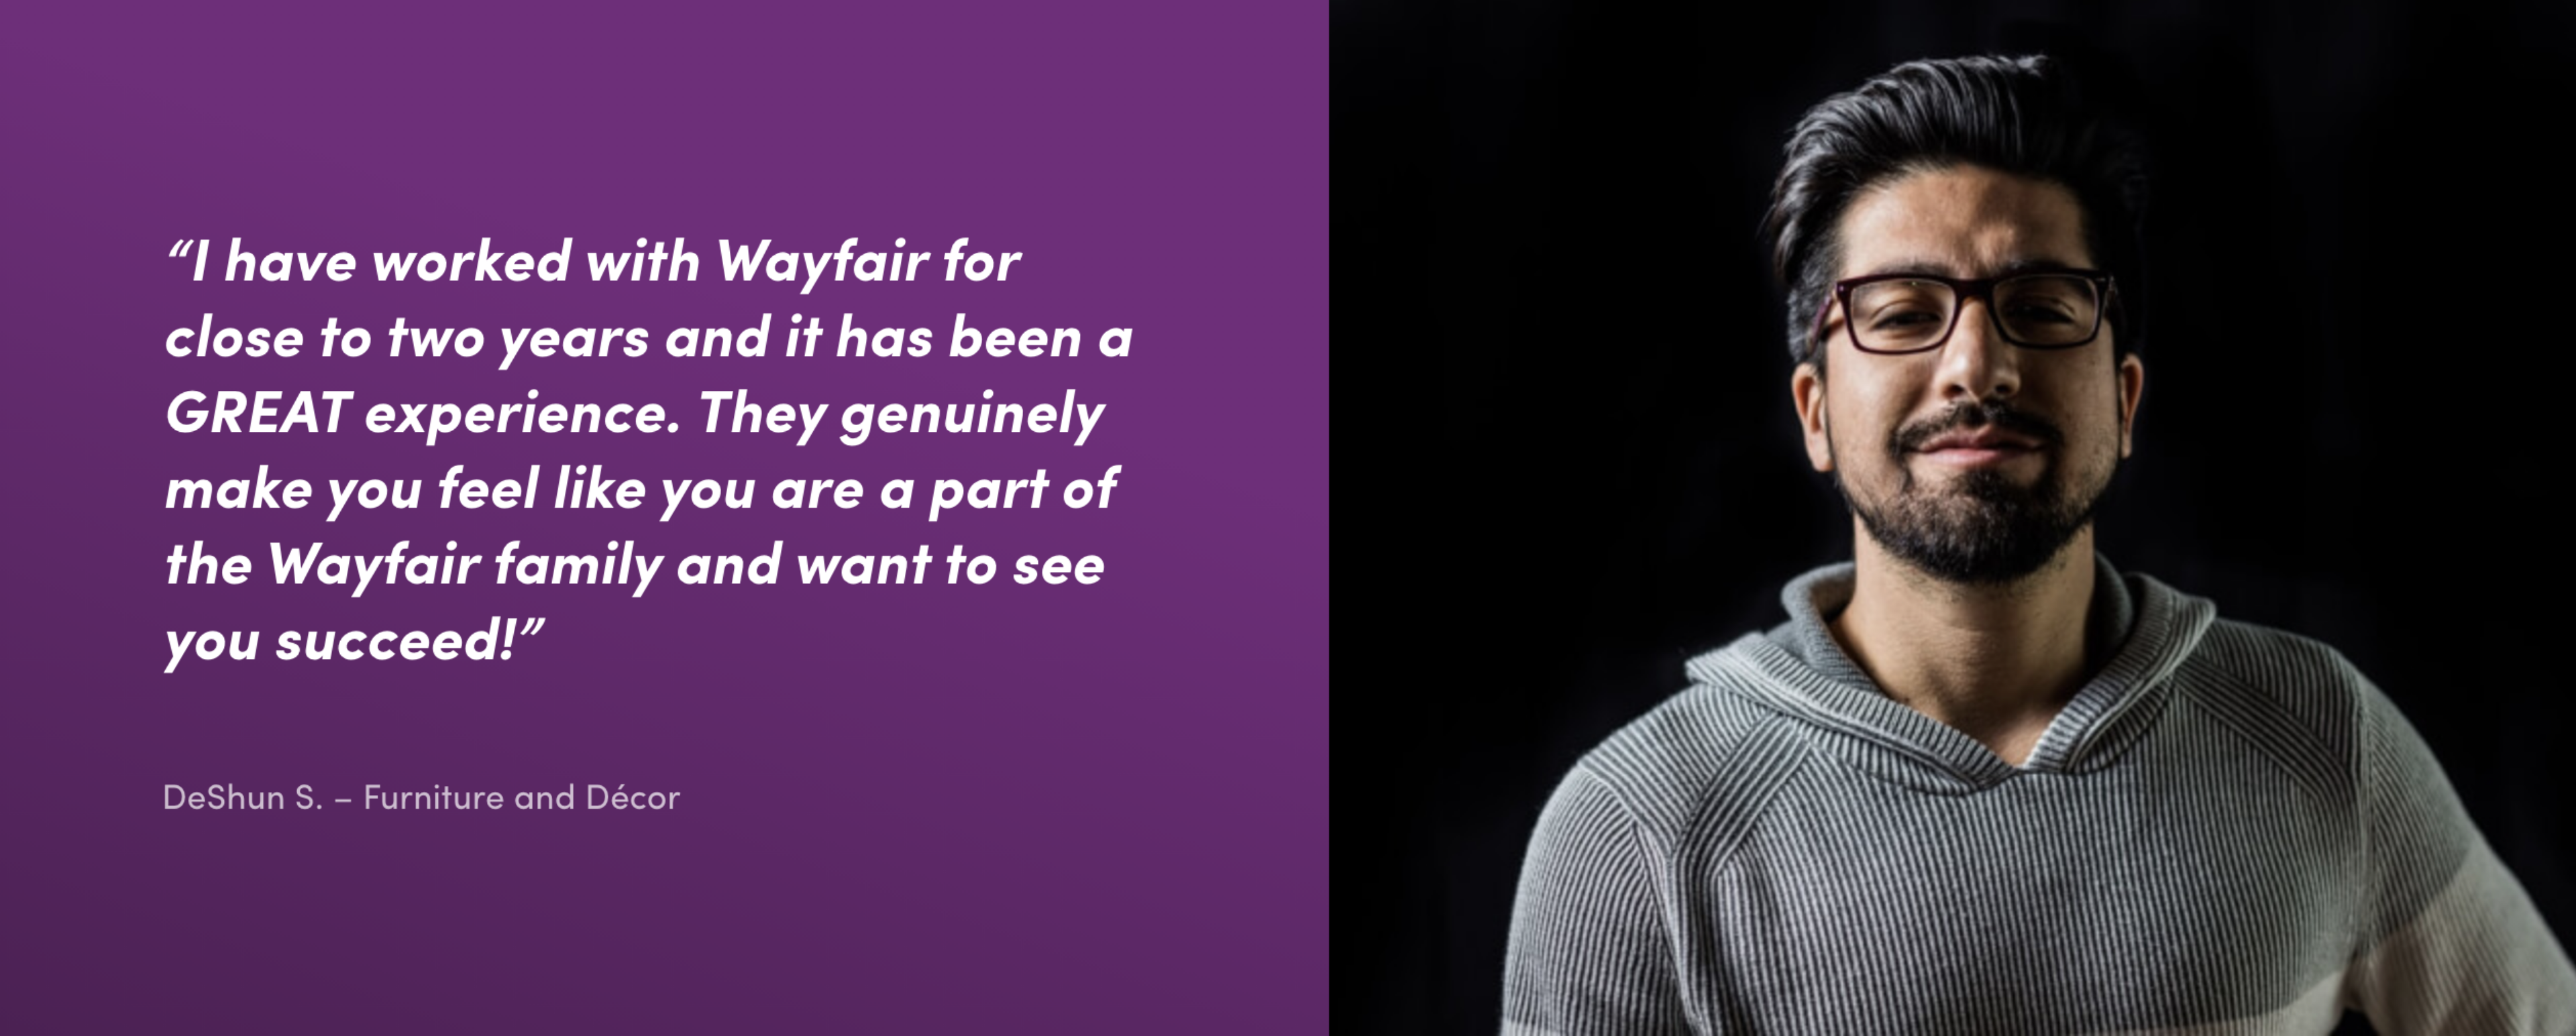 “I have worked with Wayfair for
close to two years and it has been a
GREAT experience. They genuinely
make you feel like you are a part of
the Wayfair family and want to see
you succeed!”
DeShun S. – Furniture and Décor